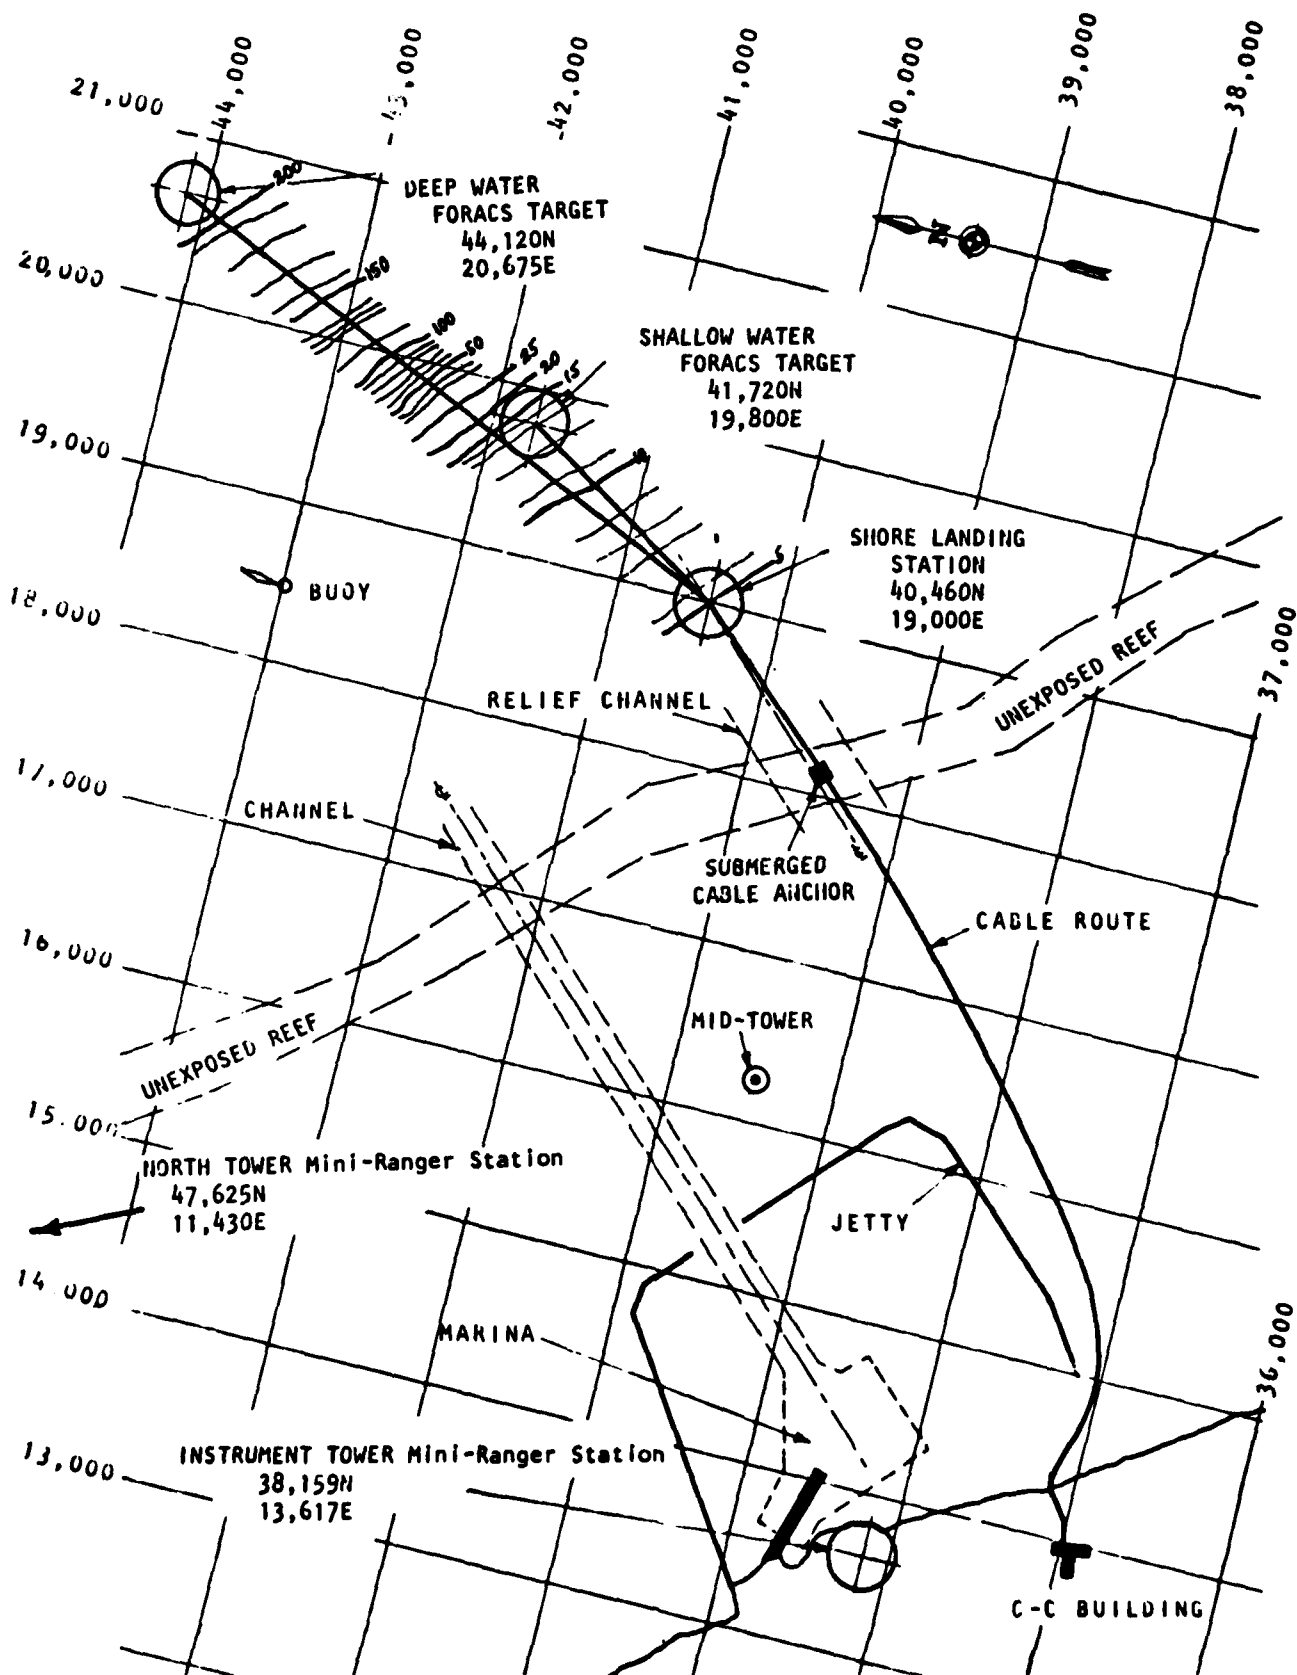 44,000
-43,000
-42,000
41,000
40,000
39,000
38,000
21,000
200
DEEP WATER
FORACS TARGET
44,120N
20,675E
N
20,000
150
100
50
25
20
15
SHALLOW WATER
FORACS TARGET
41,720N
19,800E
19,000
5
SHORE LANDING
STATION
40,460N
19,000E
BUOY
18,000
37,000
UNEXPOSED REEF
RELIEF CHANNEL
17,000
CHANNEL
SUBMERGED
CABLE ANCHOR
CABLE ROUTE
16,000
MID-TOWER
UNEXPOSED REEF
15.000
NORTH TOWER Mini-Ranger Station
47,625N
11,430E
JETTY
14 000
36,000
MARINA
13,000
INSTRUMENT TOWER Mini-Ranger Station
38,159N
13,617E
C-C BUILDING